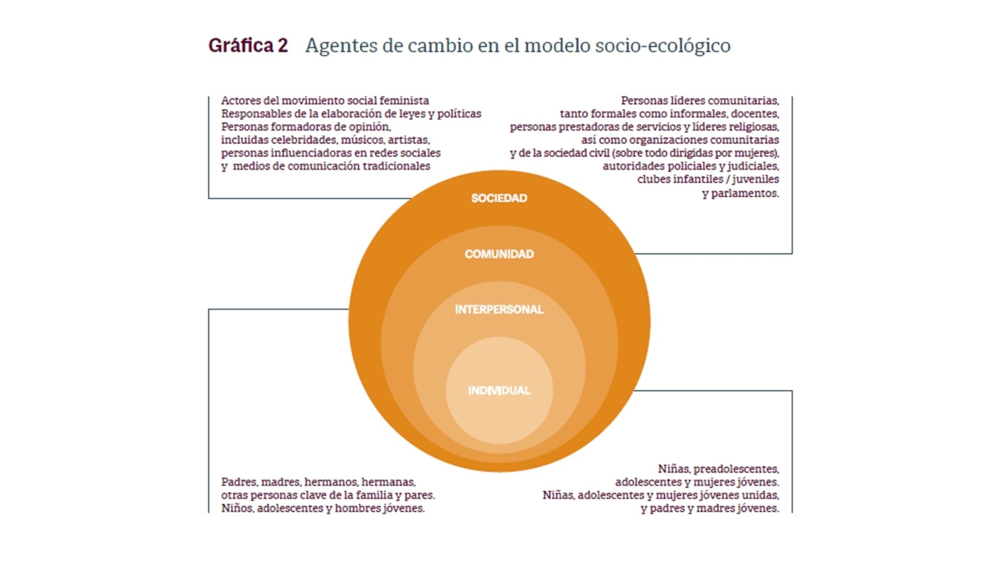 Gráfica 2 Agentes de cambio en el modelo socio-ecológico
Actores del movimiento social feminista
Responsables de la elaboración de leyes y políticas
Personas formadoras de opinión,
incluidas celebridades, músicos, artistas,
personas influenciadoras en redes sociales
y medios de comunicación tradicionales
Personas líderes comunitarias,
tanto formales como informales, docentes,
personas prestadoras de servicios y líderes religiosas,
así como organizaciones comunitarias
y de la sociedad civil (sobre todo dirigidas por mujeres),
autoridades policiales y judiciales,
clubes infantiles / juveniles
y parlamentos.
SOCIEDAD
COMUNIDAD
INTERPERSONAL
INDIVIDUAL
Padres, madres, hermanos, hermanas,
otras personas clave de la familia y pares.
Niños, adolescentes y hombres jóvenes.
Niñas, preadolescentes,
adolescentes y mujeres jóvenes.
Niñas, adolescentes y mujeres jóvenes unidas,
y padres y madres jóvenes.